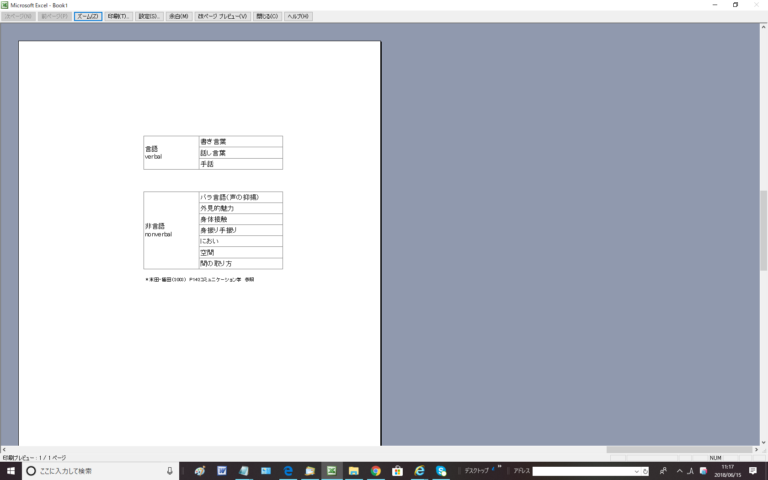 Microsoft Excel - Book1
次ページ(N) 前ページ(P) ズーム(Z) 印刷(T)... 設定(S)... 余白(M) 改ページ プレビュー(V) 閉じる(C) ヘルプ(H)
言語
verbal
書き言葉
話し言葉
手話
非言語
nonverbal
パラ言語(声の抑揚)
外見的魅力
身体接触
身振り手振り
におい
空間
間の取り方
P140コミュニケーション学 参照
印刷プレビュー : 1 / 1 ページ
NUM
ここに入力して検索
デスクトップ
アドレス
11:17
2018/06/15